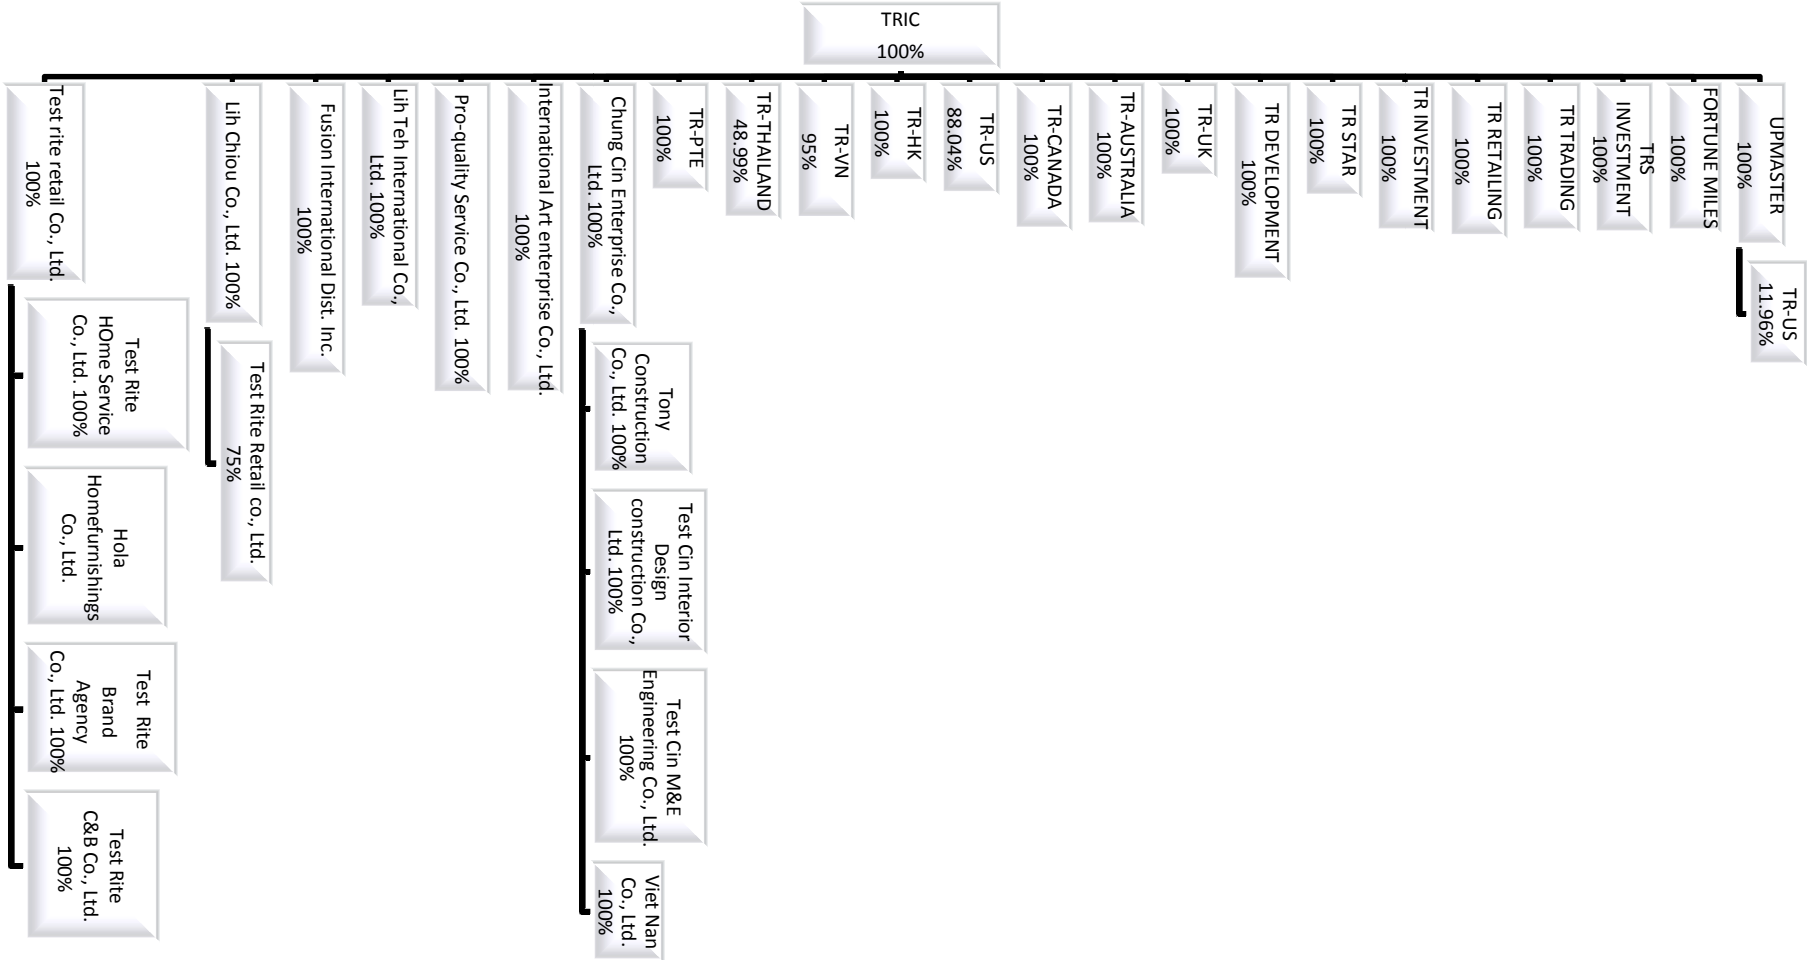 TRIC
100%
Test rite retail Co., Ltd.
100%
Test Rite
HOme Service
Co., Ltd. 100%
Hola
Homefurnishings
Co., Ltd.
Test Rite
Brand
Agency
Co., Ltd. 100%
Test Rite
C&B Co., Ltd.
100%
Lih Chiou Co., Ltd. 100%
Test Rite Retail co., Ltd.
75%
Fusion International Dist. Inc.
100%
Lih Teh International Co.,
Ltd. 100%
Pro-quality Service Co., Ltd. 100%
International Art enterprise Co., Ltd.
100%
Chung Cin Enterprise Co.,
Ltd. 100%
Tony
Construction
Co., Ltd. 100%
Test Cin Interior
Design
construction Co.,
Ltd. 100%
Test Cin M&E
Engineering Co., Ltd.
100%
Viet Nan
Co., Ltd.
100%
TR-PTE
100%
TR-THAILAND
48.99%
TR-VN
95%
TR-HK
100%
TR-US
88.04%
TR-CANADA
100%
TR-AUSTRALIA
100%
TR-UK
100%
TR DEVELOPMENT
100%
TR STAR
100%
TR INVESTMENT
100%
TR RETAILING
100%
TR TRADING
100%
TRS
INVESTMENT
100%
FORTUNE MILES
100%
UPMASTER
100%
TR-US
11.96%